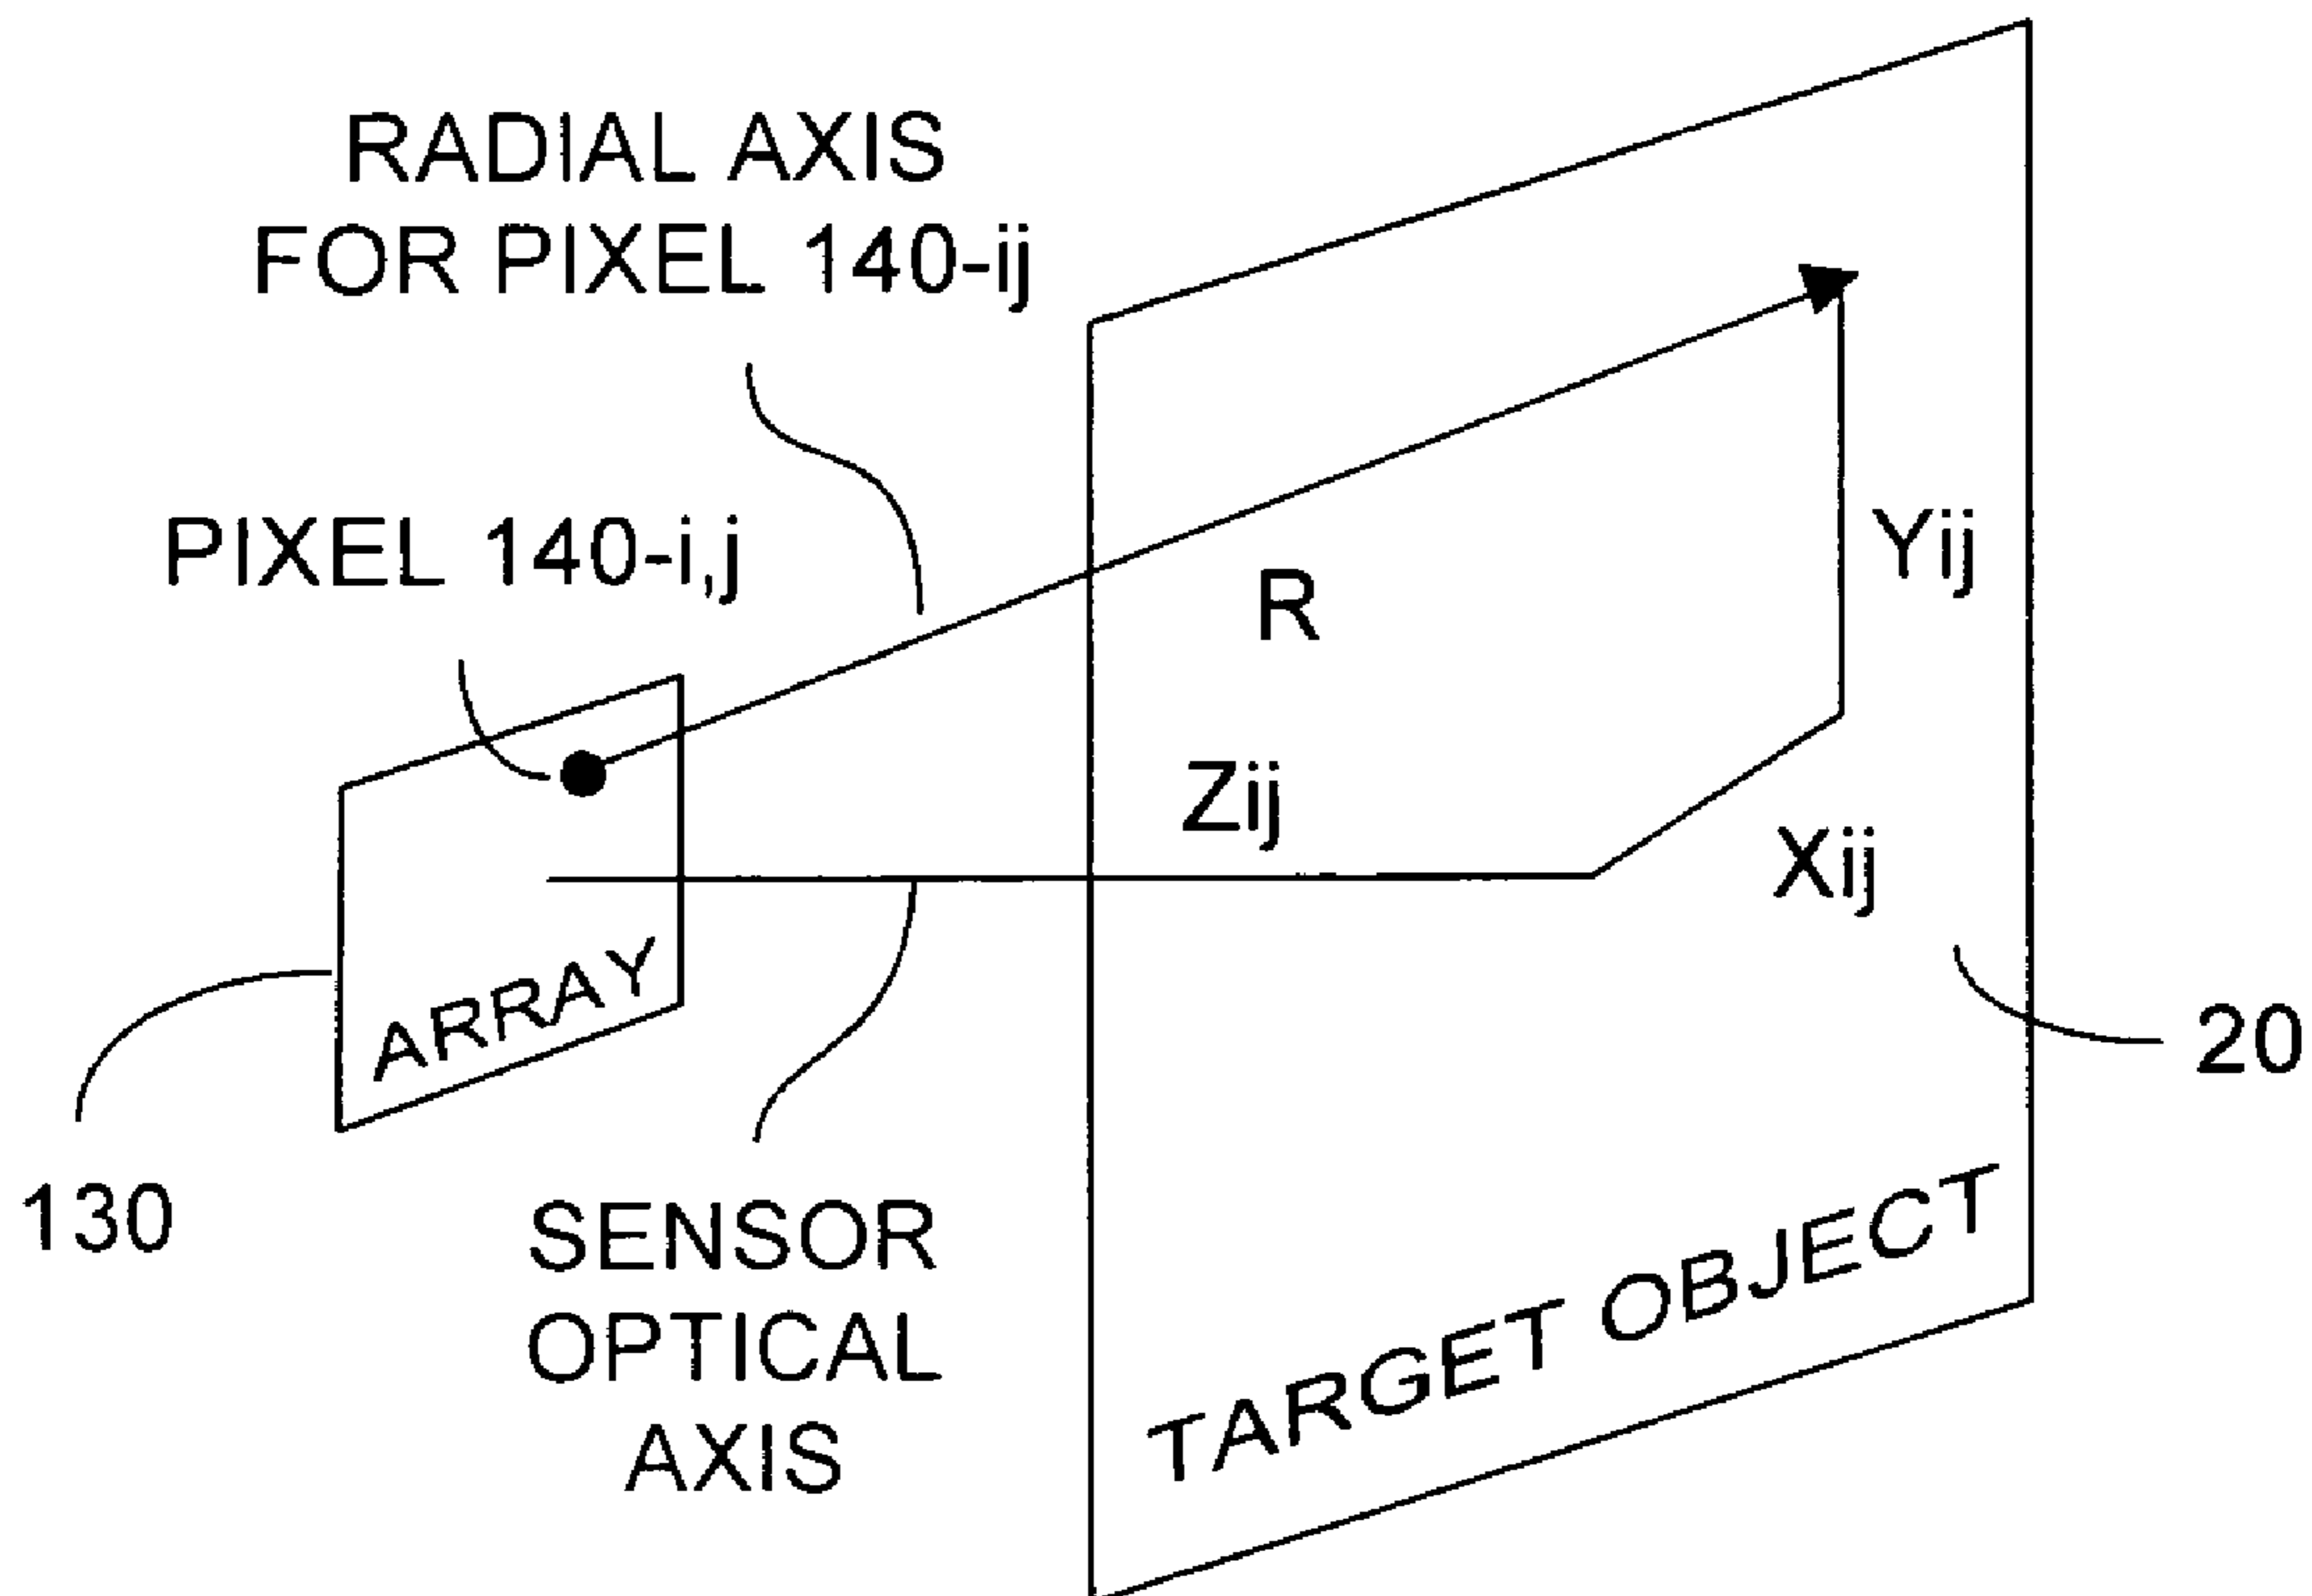 RADIAL AXIS
FOR PIXEL 140-ij
PIXEL 140-i,j
R
Yij
Zij
Xij
ARRAY
20
130
SENSOR
OPTICAL
AXIS
TARGET OBJECT